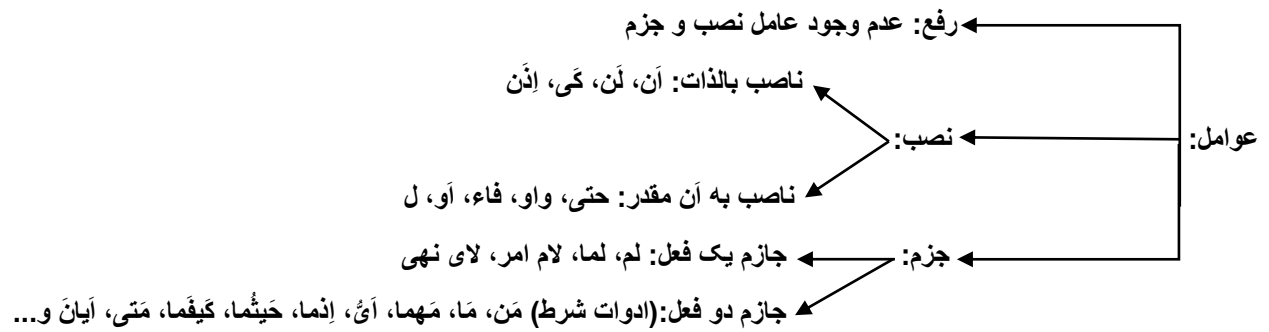 رفع: عدم وجود عامل نصب و جزم
ناصب بالذات: اَن، لَن، کَی، اِذَن
عوامل:
نصب:
ناصب به اَن مقدر: حتی، واو، فاء، اَو، ل
جزم:
جازم یک فعل: لم، لما، لام امر، لای نهی
جازم دو فعل:(ادوات شرط) مَن، مَا، مَهما، اَیُّ، اِذما، حَیثُما، کَیفَما، مَتی، اَیانَ و...